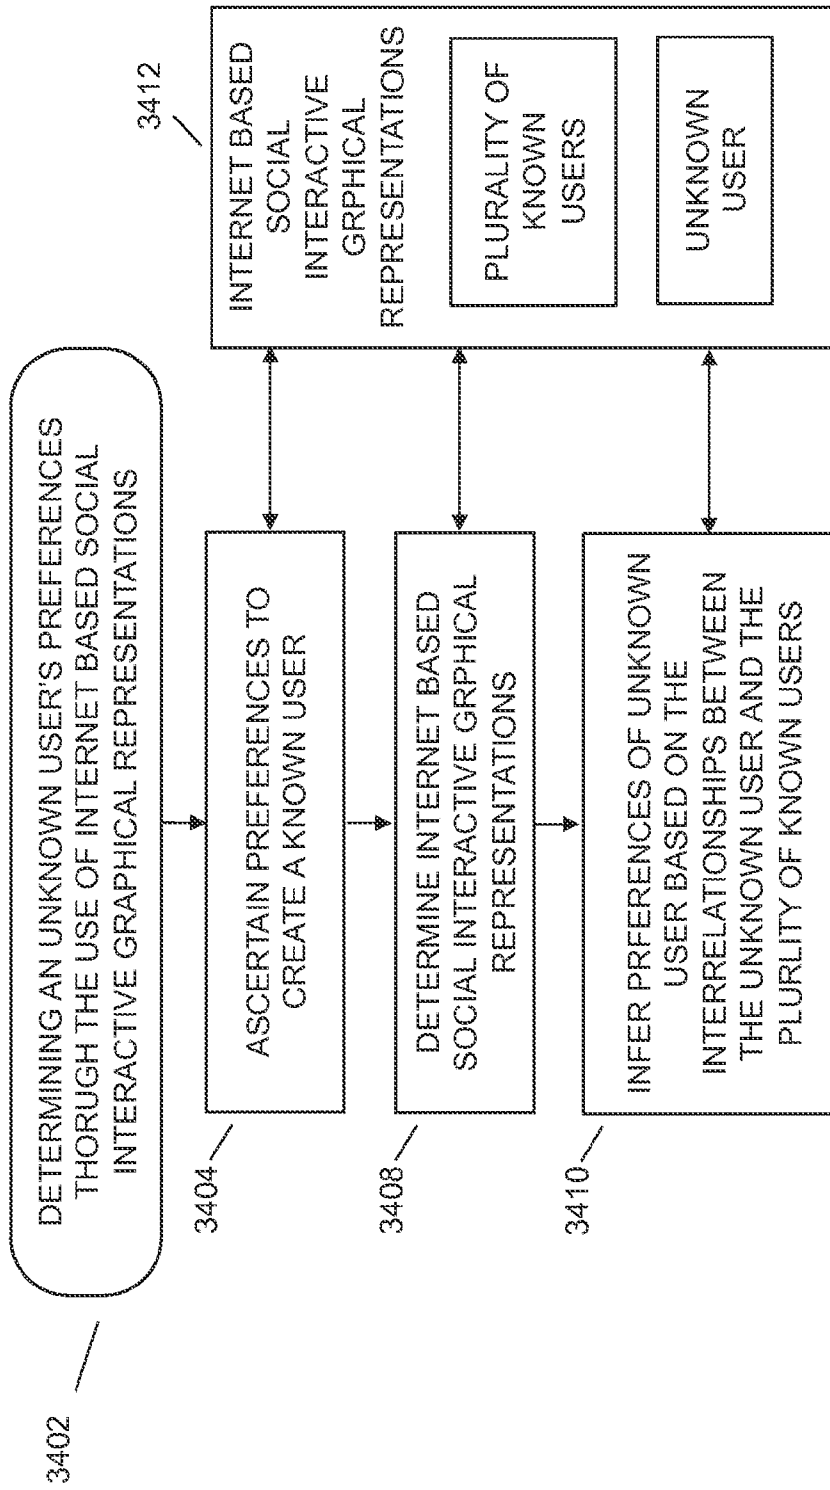 3402
DETERMINING AN UNKNOWN USER'S PREFERENCES
THORUGH THE USE OF INTERNET BASED SOCIAL
INTERACTIVE GRAPHICAL REPRESENTATIONS
3404
ASCERTAIN PREFERENCES TO
CREATE A KNOWN USER
3408
DETERMINE INTERNET BASED
SOCIAL INTERACTIVE GRPHICAL
REPRESENTATIONS
3410
INFER PRFERENCES OF UNKNOWN
USER BASED ON THE
INTERRELATIONSHIPS BETWEEN
THE UNKNOWN USER AND THE
PLURLITY OF KNOWN USERS
3412
INTERNET BASED
SOCIAL
INTERACTIVE
GRPHICAL
REPRESENTATIONS
PLURALITY OF
KNOWN
USERS
UNKNOWN
USER